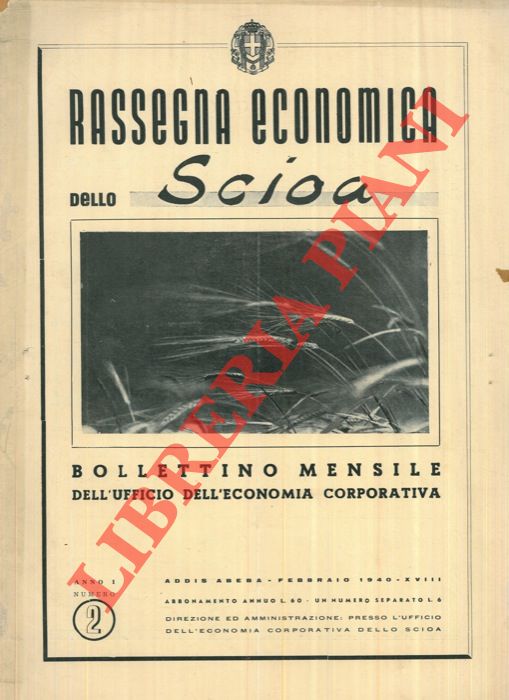 RASSEGNA ECONOMICA
DELLO Scioa
BOLLETTINO MENSILE
DELL'UFFICIO DELL'ECONOMIA CORPORATIVA
ANNO I
NUMERO
2
ADDIS ABEBA - FEBBRAIO 1940 - XVIII
ABBONAMENTO ANNUO L. 60 - UN NUMERO SEPARATO L. 6
DIREZIONE ED AMMINISTRAZIONE: PRESSO L'UFFICIO
DELL'ECONOMIA CORPORATIVA DELLO SCIOA
LIBRERIA PIANI